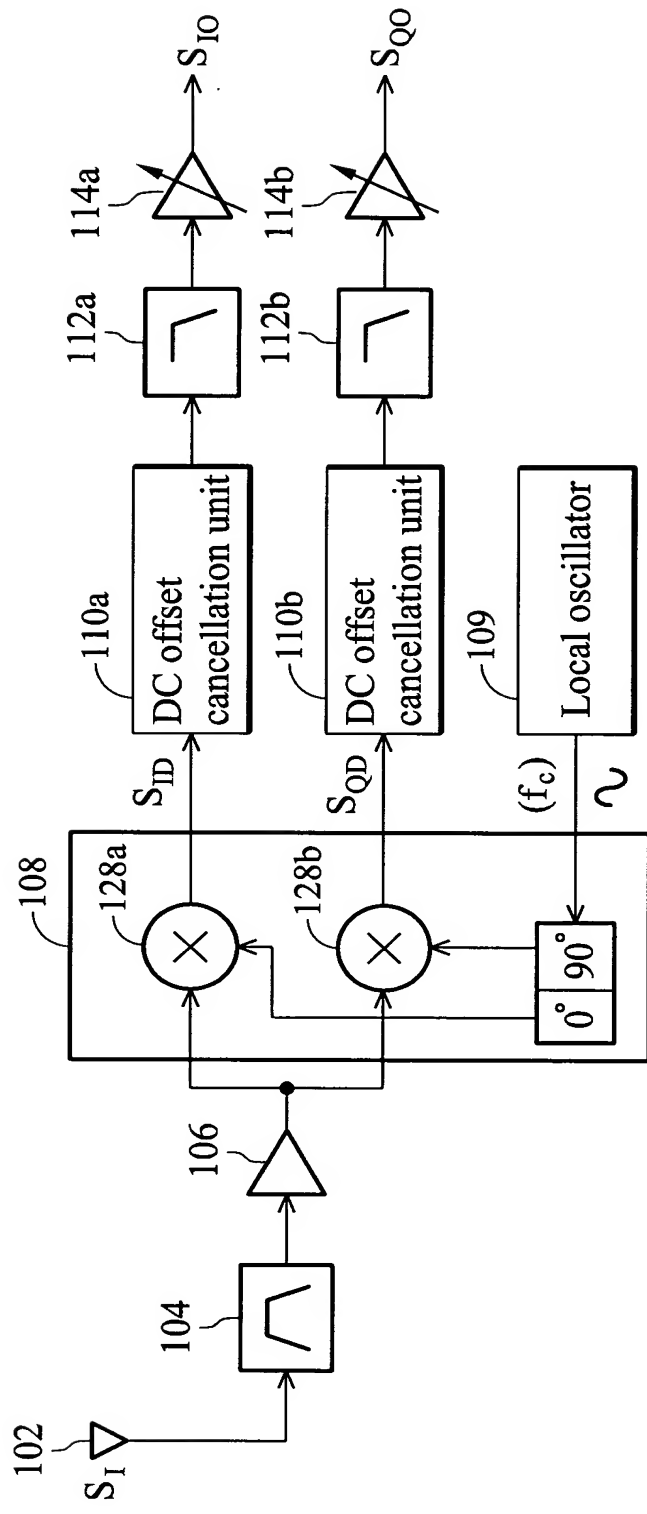 102
S_I
104
106
108
128a
128b
0°
90°
S_ID
S_QD
(f_c)
110a
DC offset
cancellation unit
110b
DC offset
cancellation unit
109
Local oscillator
112a
112b
114a
114b
S_IO
S_QO